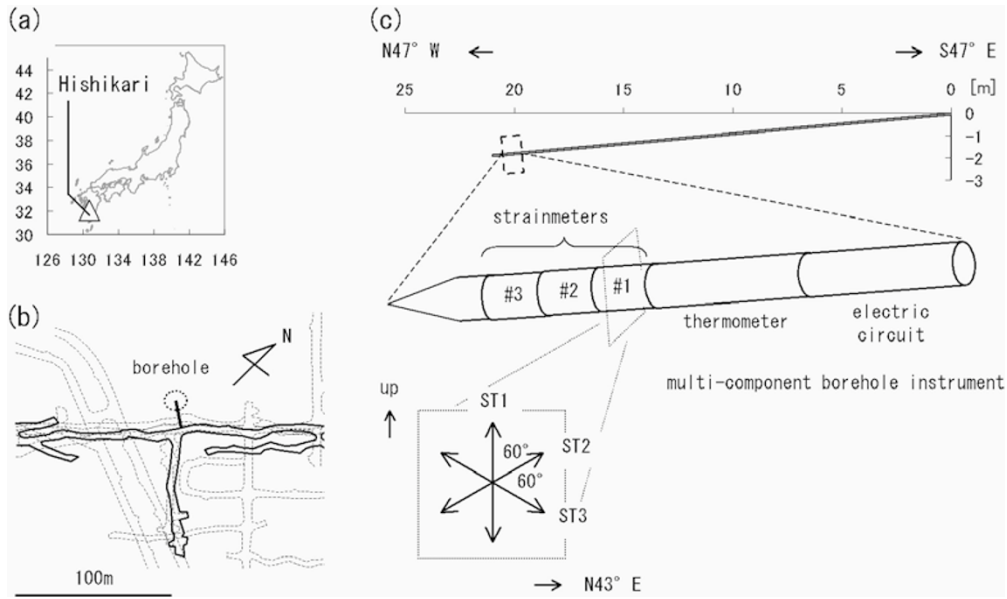 (a)
Hishikari
44
42
40
38
36
34
32
30
126 130 134 138 142 146
(b)
N
borehole
100m
(c)
N47° W
S47° E
25 20 15 10 5 0 [m]
0
-1
-2
-3
strainmeters
#3 #2 #1
thermometer
electric
circuit
multi-component borehole instrument
up
ST1
60°
ST2
60°
ST3
N43° E